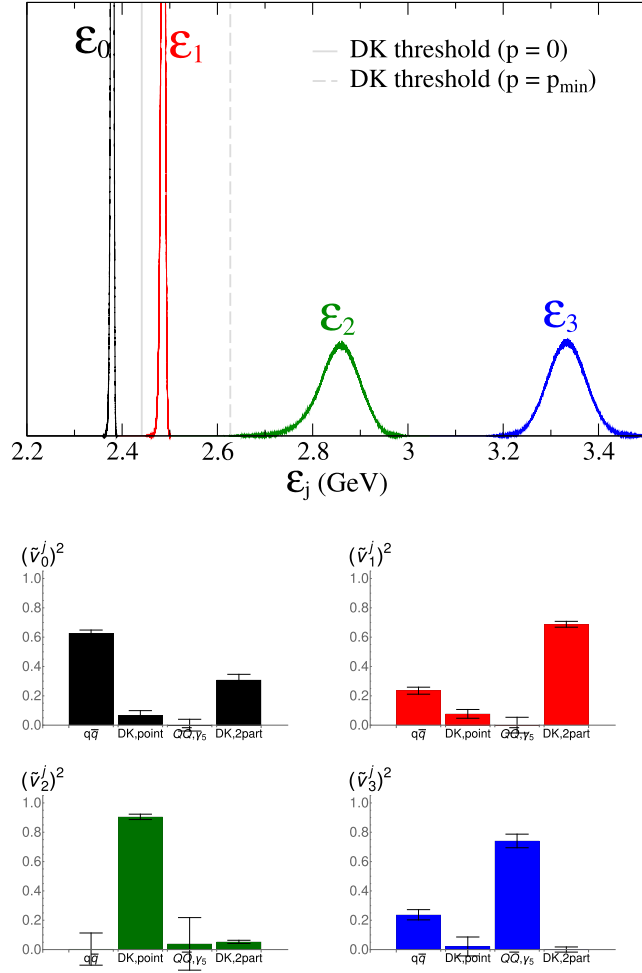 ε₀ ε₁ DK threshold (p = 0)
DK threshold (p = pₘᵢₙ)
ε₂ ε₃
2.2 2.4 2.6 2.8 3 3.2 3.4
εⱼ (GeV)
(ṽ₀ʲ)² (ṽ₁ʲ)²
1.0 1.0
0.8 0.8
0.6 0.6
0.4 0.4
0.2 0.2
0.0 0.0
qq̅ DK,point QQ̅,γ₅ DK,2part qq̅ DK,point QQ̅,γ₅ DK,2part
(ṽ₂ʲ)² (ṽ₃ʲ)²
1.0 1.0
0.8 0.8
0.6 0.6
0.4 0.4
0.2 0.2
0.0 0.0
qq̅ DK,point QQ̅,γ₅ DK,2part qq̅ DK,point QQ̅,γ₅ DK,2part